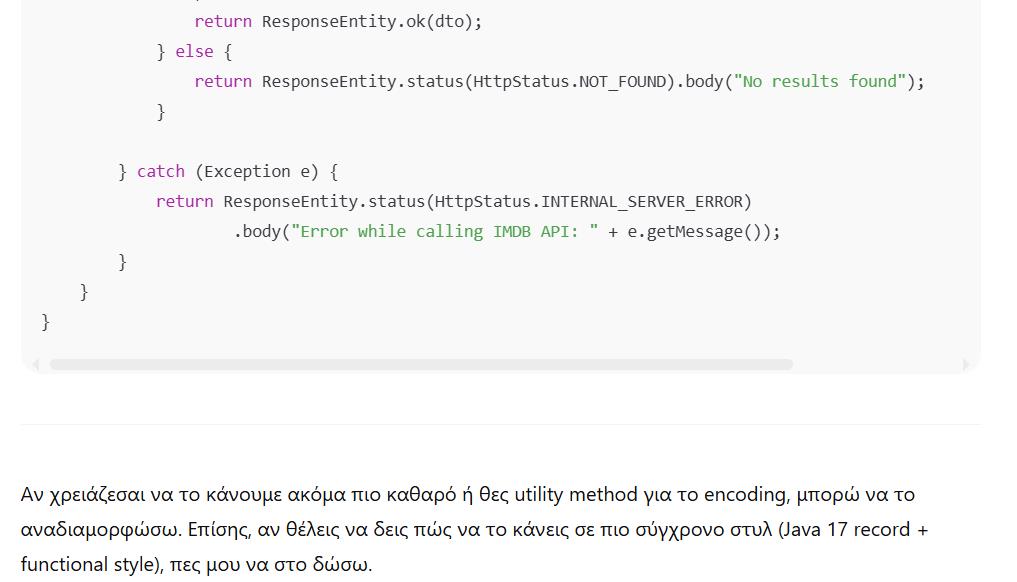 return ResponseEntity.ok(dto);
} else {
return ResponseEntity.status(HttpStatus.NOT_FOUND).body("No results found");
}
} catch (Exception e) {
return ResponseEntity.status(HttpStatus.INTERNAL_SERVER_ERROR)
.body("Error while calling IMDB API: " + e.getMessage());
}
}
}
Αν χρειάζεσαι να το κάνουμε ακόμα πιο καθαρό ή θες utility method για το encoding, μπορώ να το
αναδιαμορφώσω. Επίσης, αν θέλεις να δεις πώς να το κάνεις σε πιο σύγχρονο στυλ (Java 17 record +
functional style), πες μου να στο δώσω.